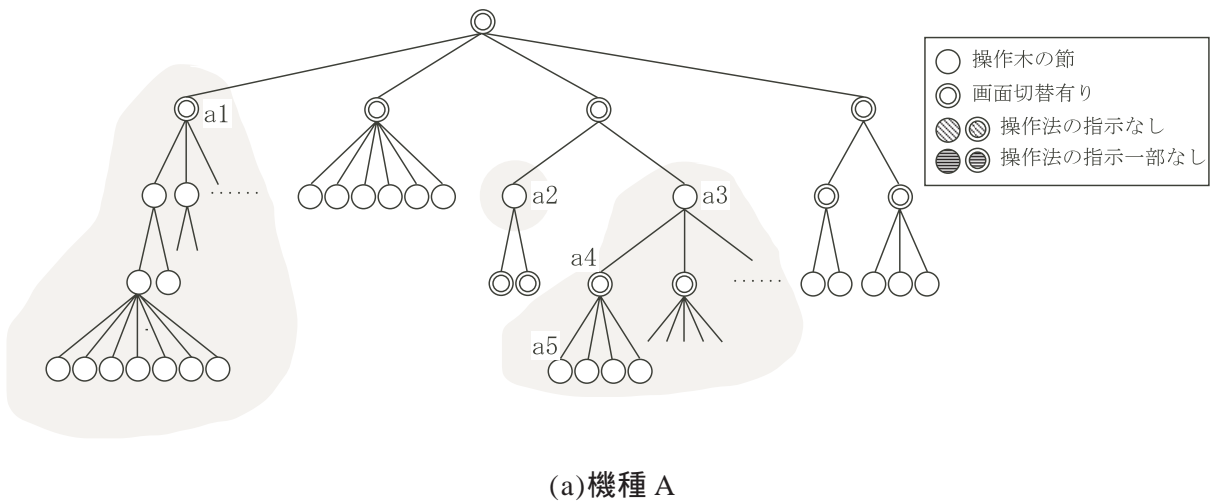 操作木の節
画面切替有り
操作法の指示なし
操作法の指示一部なし
a1
a2
a3
a4
a5
(a)機種 A